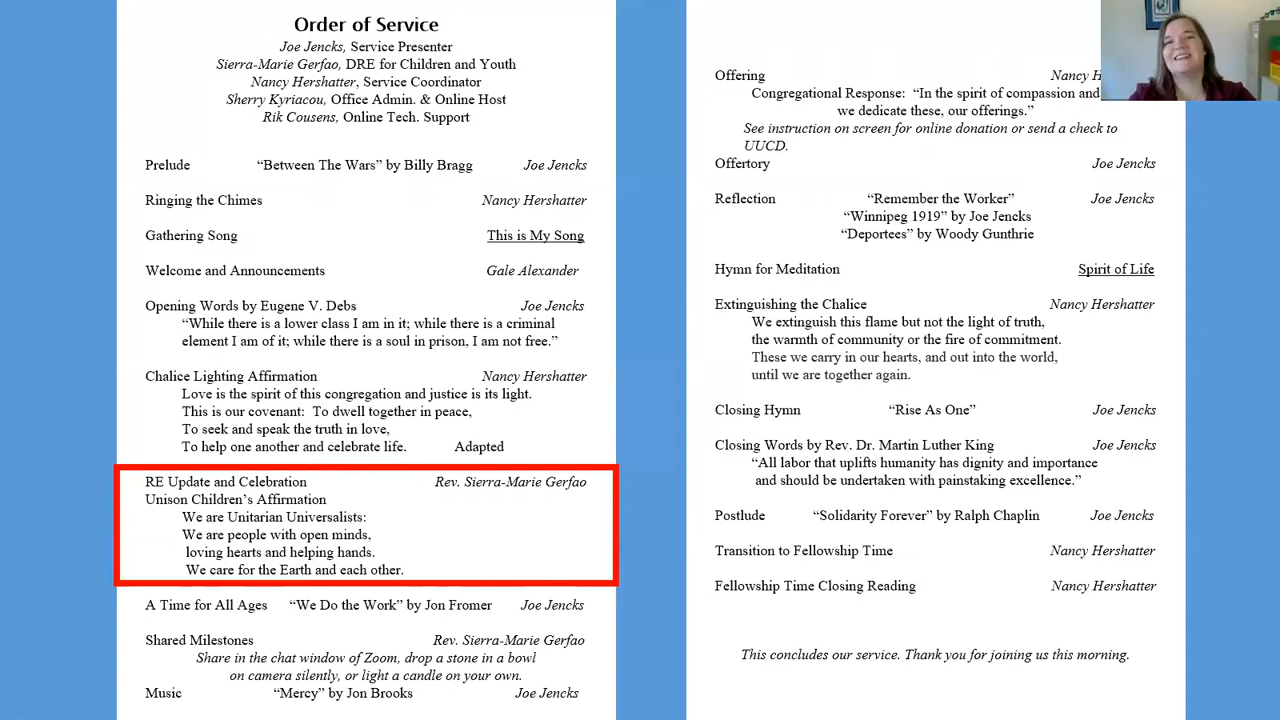 Order of Service
Joe Jencks, Service Presenter
Sierra-Marie Gerfao, DRE for Children and Youth
Nancy Hershatter, Service Coordinator
Sherry Kyriacou, Office Admin. & Online Host
Rik Cousens, Online Tech. Support
Prelude “Between The Wars” by Billy Bragg Joe Jencks
Ringing the Chimes Nancy Hershatter
Gathering Song This is My Song
Welcome and Announcements Gale Alexander
Opening Words by Eugene V. Debs Joe Jencks
“While there is a lower class I am in it; while there is a criminal
element I am of it; while there is a soul in prison, I am not free.”
Chalice Lighting Affirmation Nancy Hershatter
Love is the spirit of this congregation and justice is its light.
This is our covenant: To dwell together in peace,
To seek and speak the truth in love,
To help one another and celebrate life. Adapted
RE Update and Celebration Rev. Sierra-Marie Gerfao
Unison Children’s Affirmation
We are Unitarian Universalists:
We are people with open minds,
loving hearts and helping hands.
We care for the Earth and each other.
A Time for All Ages “We Do the Work” by Jon Fromer Joe Jencks
Shared Milestones Rev. Sierra-Marie Gerfao
Share in the chat window of Zoom, drop a stone in a bowl
on camera silently, or light a candle on your own.
Music “Mercy” by Jon Brooks Joe Jencks
Offering Nancy H
Congregational Response: “In the spirit of compassion and
we dedicate these, our offerings.”
See instruction on screen for online donation or send a check to
UUCD.
Offertory Joe Jencks
Reflection “Remember the Worker” Joe Jencks
“Winnipeg 1919” by Joe Jencks
“Deportees” by Woody Gunthrie
Hymn for Meditation Spirit of Life
Extinguishing the Chalice Nancy Hershatter
We extinguish this flame but not the light of truth,
the warmth of community or the fire of commitment.
These we carry in our hearts, and out into the world,
until we are together again.
Closing Hymn “Rise As One” Joe Jencks
Closing Words by Rev. Dr. Martin Luther King Joe Jencks
“All labor that uplifts humanity has dignity and importance
and should be undertaken with painstaking excellence.”
Postlude “Solidarity Forever” by Ralph Chaplin Joe Jencks
Transition to Fellowship Time Nancy Hershatter
Fellowship Time Closing Reading Nancy Hershatter
This concludes our service. Thank you for joining us this morning.